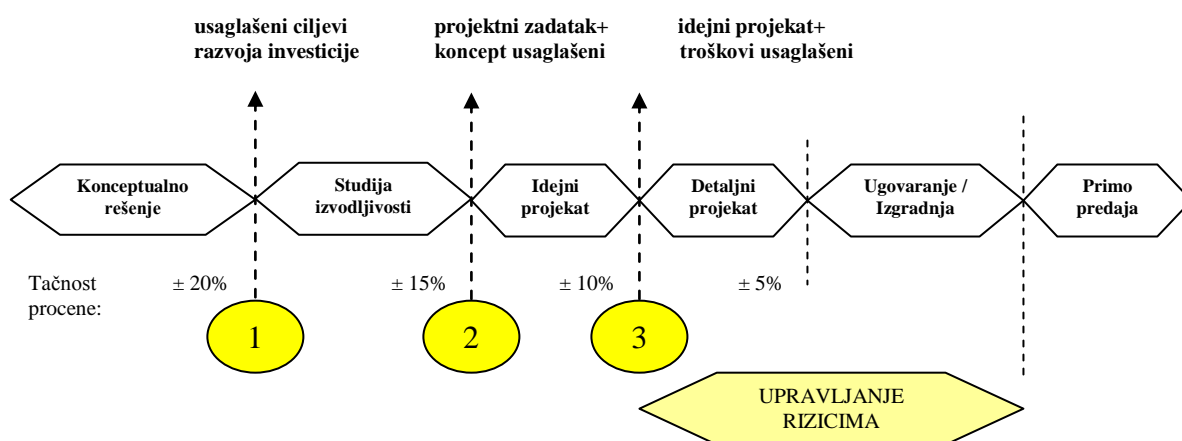 usaglašeni ciljevi
razvoja investicije
projektni zadatak+
koncept usaglašeni
idejni projekat+
troškovi usaglašeni
Konceptualno
rešenje
Studija
izvodljivosti
Idejni
projekat
Detaljni
projekat
Ugovaranje /
Izgradnja
Primo
predaja
Tačnost
procene:
± 20%
± 15%
± 10%
± 5%
1
2
3
UPRAVLJANJE
RIZICIMA